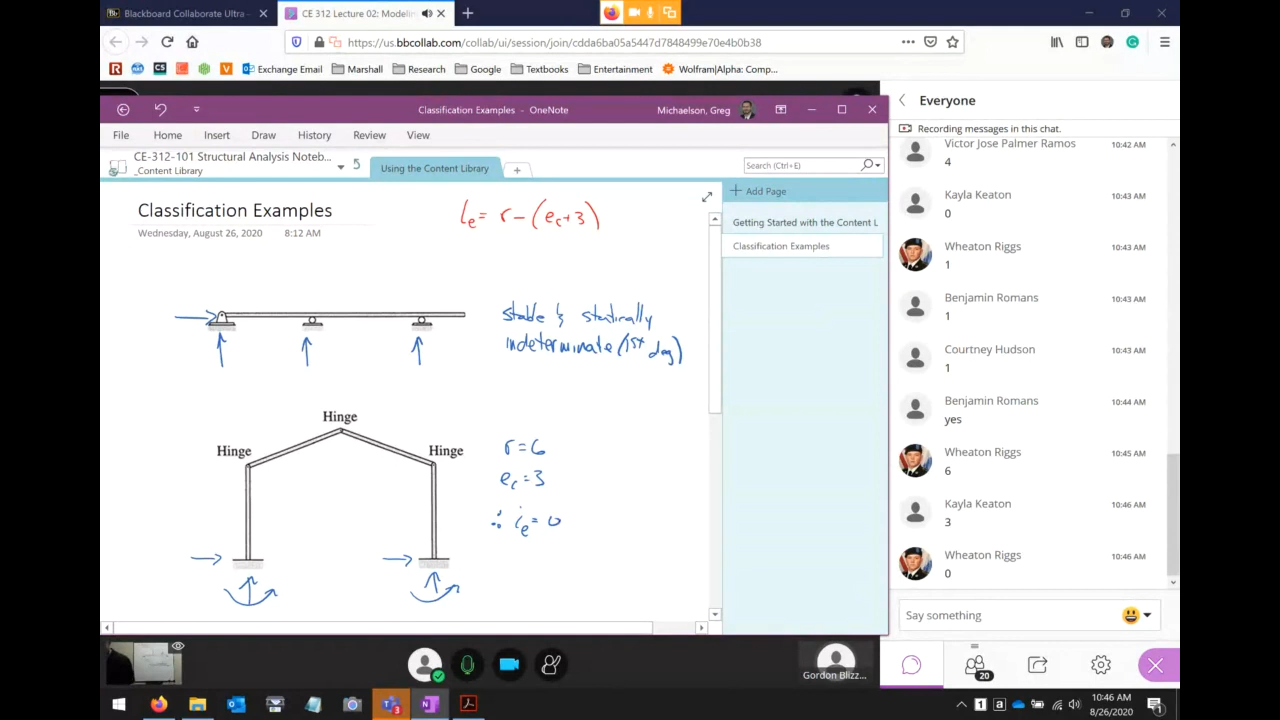 Blackboard Collaborate Ultra -
CE 312 Lecture 02: Modelin
https://us.bbcollab.com/collab/ui/session/join/cdda6ba05a5447d7848499e70e4b0b38
Exchange Email
Marshall
Research
Google
Textbooks
Entertainment
Wolfram|Alpha: Comp...
Classification Examples - OneNote
Michaelson, Greg
File
Home
Insert
Draw
History
Review
View
CE-312-101 Structural Analysis Noteb...
_Content Library
Using the Content Library
Search (Ctrl+E)
Add Page
Getting Started with the Content L
Classification Examples
Classification Examples
Wednesday, August 26, 2020
8:12 AM
ie = r - (ec + 3)
stable & statically
indeterminate (1st deg)
Hinge
Hinge
Hinge
r = 6
ec = 3
∴ ie = 0
Everyone
Recording messages in this chat.
Victor Jose Palmer Ramos
10:42 AM
4
Kayla Keaton
10:43 AM
0
Wheaton Riggs
10:43 AM
1
Benjamin Romans
10:43 AM
1
Courtney Hudson
10:43 AM
1
Benjamin Romans
10:44 AM
yes
Wheaton Riggs
10:45 AM
6
Kayla Keaton
10:46 AM
3
Wheaton Riggs
10:46 AM
0
Say something
Gordon Blizz...
20
10:46 AM
8/26/2020